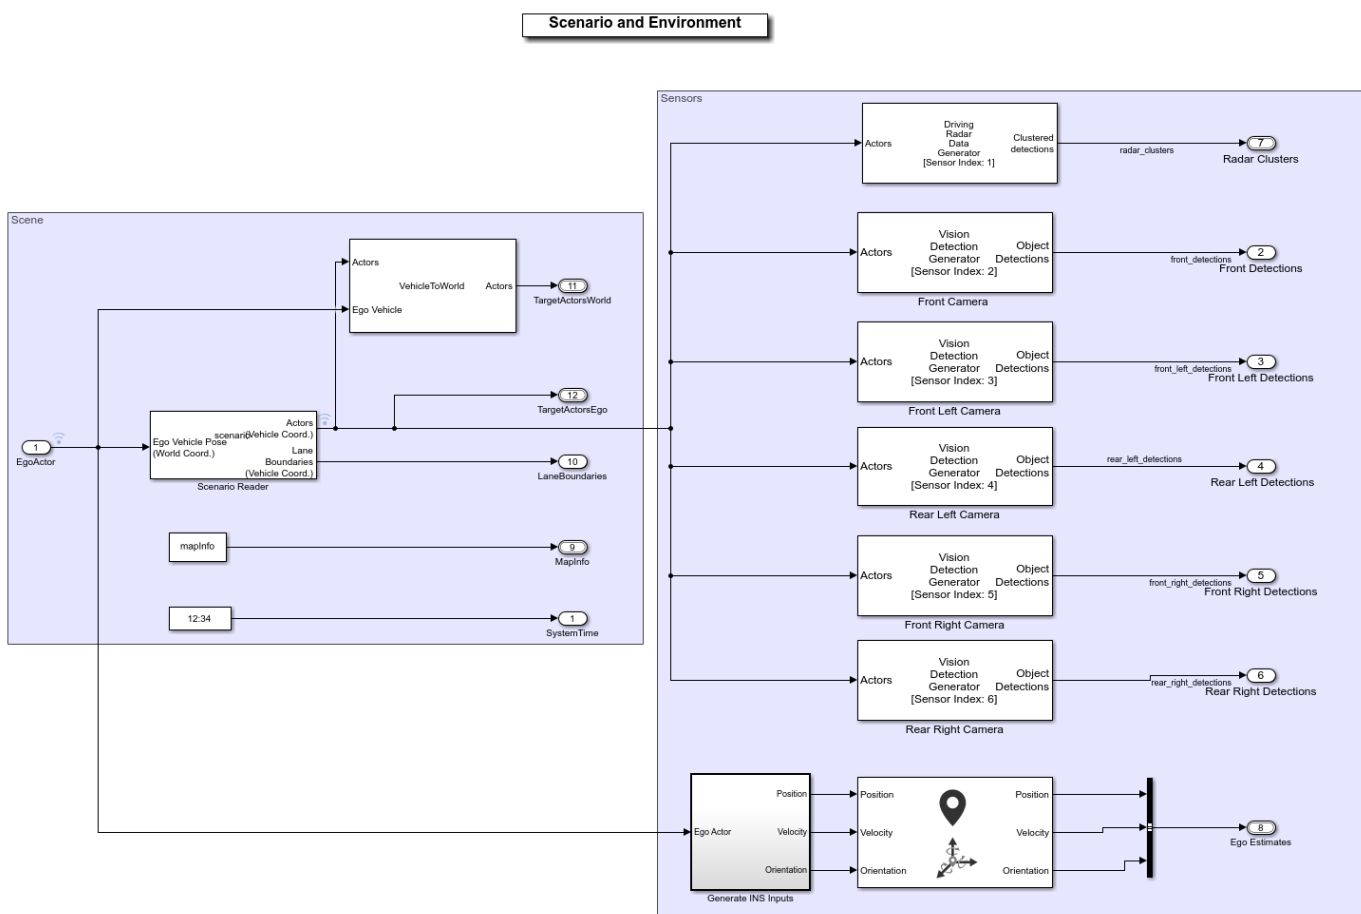 Scenario and Environment
Scene
Actors
VehicleToWorld
Actors
Ego Vehicle
11
TargetActorsWorld
12
TargetActorsEgo
1
EgoActor
Ego Vehicle Pose
(World Coord.)
scenario
Actors
(Vehicle Coord.)
Lane
Boundaries
(Vehicle Coord.)
Scenario Reader
10
LaneBoundaries
mapInfo
9
MapInfo
12:34
1
SystemTime
Sensors
Actors
Driving
Radar
Data
Generator
[Sensor Index: 1]
Clustered
detections
radar_clusters
7
Radar Clusters
Actors
Vision
Detection
Generator
[Sensor Index: 2]
Object
Detections
Front Camera
front_detections
2
Front Detections
Actors
Vision
Detection
Generator
[Sensor Index: 3]
Object
Detections
Front Left Camera
front_left_detections
3
Front Left Detections
Actors
Vision
Detection
Generator
[Sensor Index: 4]
Object
Detections
Rear Left Camera
rear_left_detections
4
Rear Left Detections
Actors
Vision
Detection
Generator
[Sensor Index: 5]
Object
Detections
Front Right Camera
front_right_detections
5
Front Right Detections
Actors
Vision
Detection
Generator
[Sensor Index: 6]
Object
Detections
Rear Right Camera
rear_right_detections
6
Rear Right Detections
Ego Actor
Position
Velocity
Orientation
Generate INS Inputs
Position
Velocity
Orientation
Position
Velocity
Orientation
8
Ego Estimates